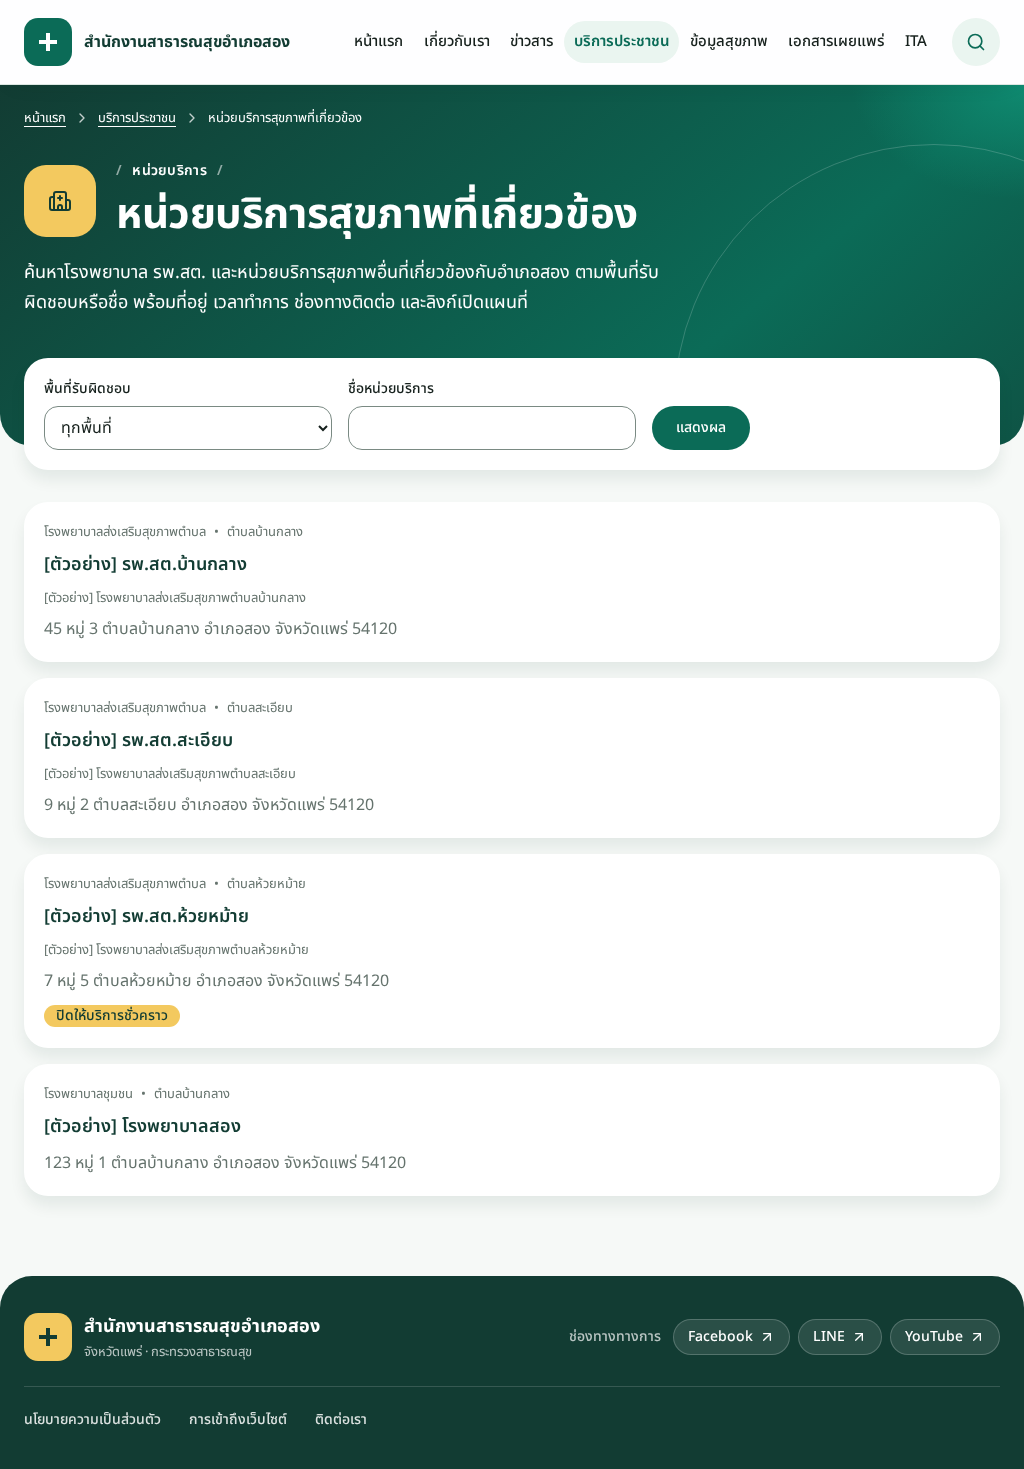 สำนักงานสาธารณสุขอำเภอสอง
หน้าแรก เกี่ยวกับเรา ข่าวสาร บริการประชาชน ข้อมูลสุขภาพ เอกสารเผยแพร่ ITA
หน้าแรก > บริการประชาชน > หน่วยบริการสุขภาพที่เกี่ยวข้อง
/ หน่วยบริการ /
หน่วยบริการสุขภาพที่เกี่ยวข้อง
ค้นหาโรงพยาบาล รพ.สต. และหน่วยบริการสุขภาพอื่นที่เกี่ยวข้องกับอำเภอสอง ตามพื้นที่รับ
ผิดชอบหรือชื่อ พร้อมที่อยู่ เวลาทำการ ช่องทางติดต่อ และลิงก์เปิดแผนที่
พื้นที่รับผิดชอบ ชื่อหน่วยบริการ
ทุกพื้นที่ แสดงผล
โรงพยาบาลส่งเสริมสุขภาพตำบล • ตำบลบ้านกลาง
[ตัวอย่าง] รพ.สต.บ้านกลาง
[ตัวอย่าง] โรงพยาบาลส่งเสริมสุขภาพตำบลบ้านกลาง
45 หมู่ 3 ตำบลบ้านกลาง อำเภอสอง จังหวัดแพร่ 54120
โรงพยาบาลส่งเสริมสุขภาพตำบล • ตำบลสะเอียบ
[ตัวอย่าง] รพ.สต.สะเอียบ
[ตัวอย่าง] โรงพยาบาลส่งเสริมสุขภาพตำบลสะเอียบ
9 หมู่ 2 ตำบลสะเอียบ อำเภอสอง จังหวัดแพร่ 54120
โรงพยาบาลส่งเสริมสุขภาพตำบล • ตำบลห้วยหม้าย
[ตัวอย่าง] รพ.สต.ห้วยหม้าย
[ตัวอย่าง] โรงพยาบาลส่งเสริมสุขภาพตำบลห้วยหม้าย
7 หมู่ 5 ตำบลห้วยหม้าย อำเภอสอง จังหวัดแพร่ 54120
ปิดให้บริการชั่วคราว
โรงพยาบาลชุมชน • ตำบลบ้านกลาง
[ตัวอย่าง] โรงพยาบาลสอง
123 หมู่ 1 ตำบลบ้านกลาง อำเภอสอง จังหวัดแพร่ 54120
สำนักงานสาธารณสุขอำเภอสอง
จังหวัดแพร่ · กระทรวงสาธารณสุข
ช่องทางทางการ Facebook LINE YouTube
นโยบายความเป็นส่วนตัว การเข้าถึงเว็บไซต์ ติดต่อเรา